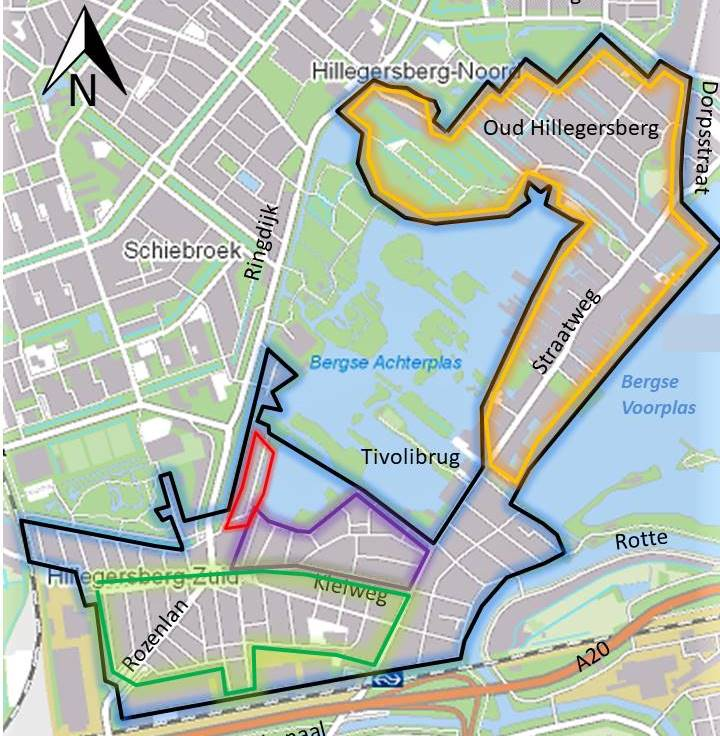 N
Hillegersberg-Noord
Oud Hillegersberg
Dorpsstraat
Ringdijk
Schiebroek
Straatweg
Bergse Achterplas
Bergse
Voorplas
Tivolibrug
Rotte
Hillegersberg-Zuid
Kleiweg
Rozenlan
A20